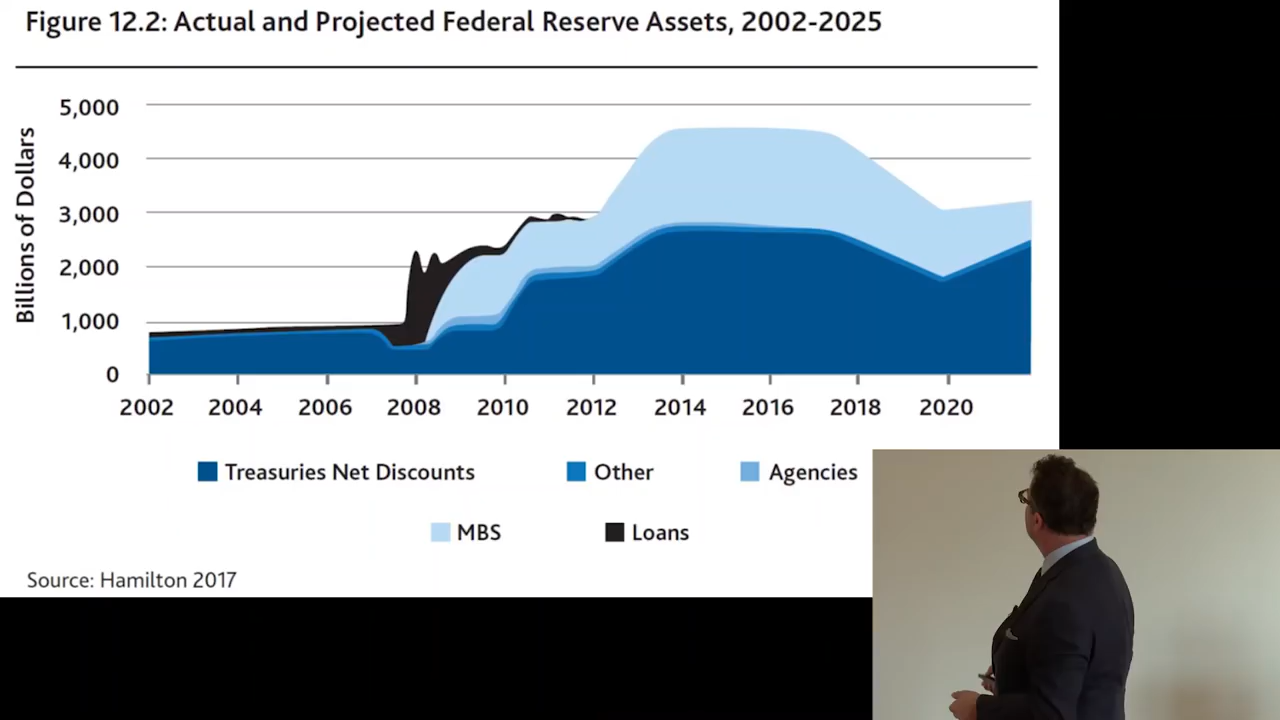 Figure 12.2: Actual and Projected Federal Reserve Assets, 2002-2025
Billions of Dollars
5,000
4,000
3,000
2,000
1,000
0
2002 2004 2006 2008 2010 2012 2014 2016 2018 2020
Treasuries Net Discounts Other Agencies
MBS Loans
Source: Hamilton 2017